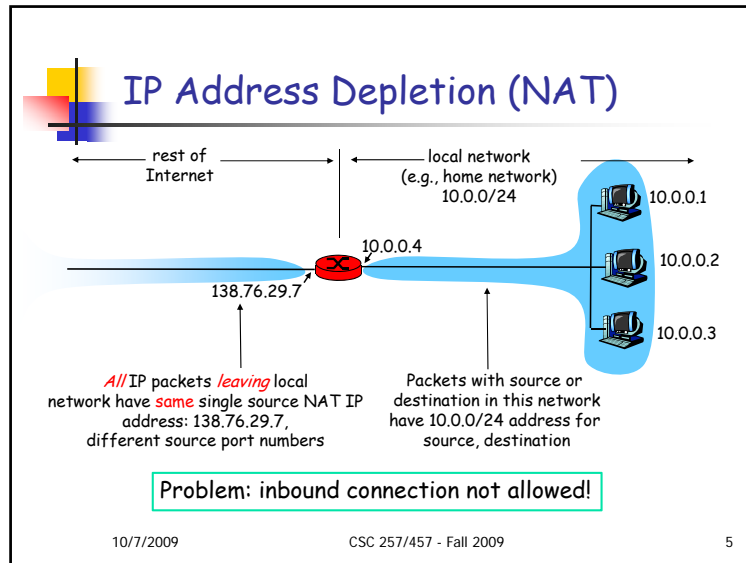 IP Address Depletion (NAT)
rest of
Internet
local network
(e.g., home network)
10.0.0/24
10.0.0.1
10.0.0.4
10.0.0.2
138.76.29.7
10.0.0.3
All IP packets leaving local
network have same single source NAT IP
address: 138.76.29.7,
different source port numbers
Packets with source or
destination in this network
have 10.0.0/24 address for
source, destination
Problem: inbound connection not allowed!
10/7/2009
CSC 257/457 - Fall 2009
5